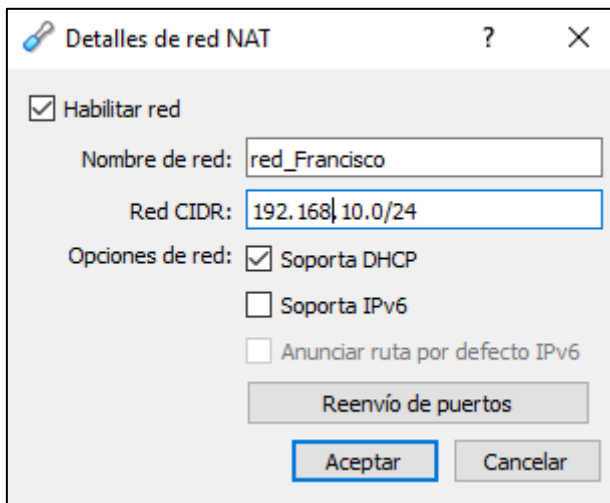 Detalles de red NAT ?
Habilitar red
Nombre de red: red_Francisco
Red CIDR: 192.168.10.0/24
Opciones de red: Soporta DHCP
Soporta IPv6
Anunciar ruta por defecto IPv6
Reenvío de puertos
Aceptar Cancelar